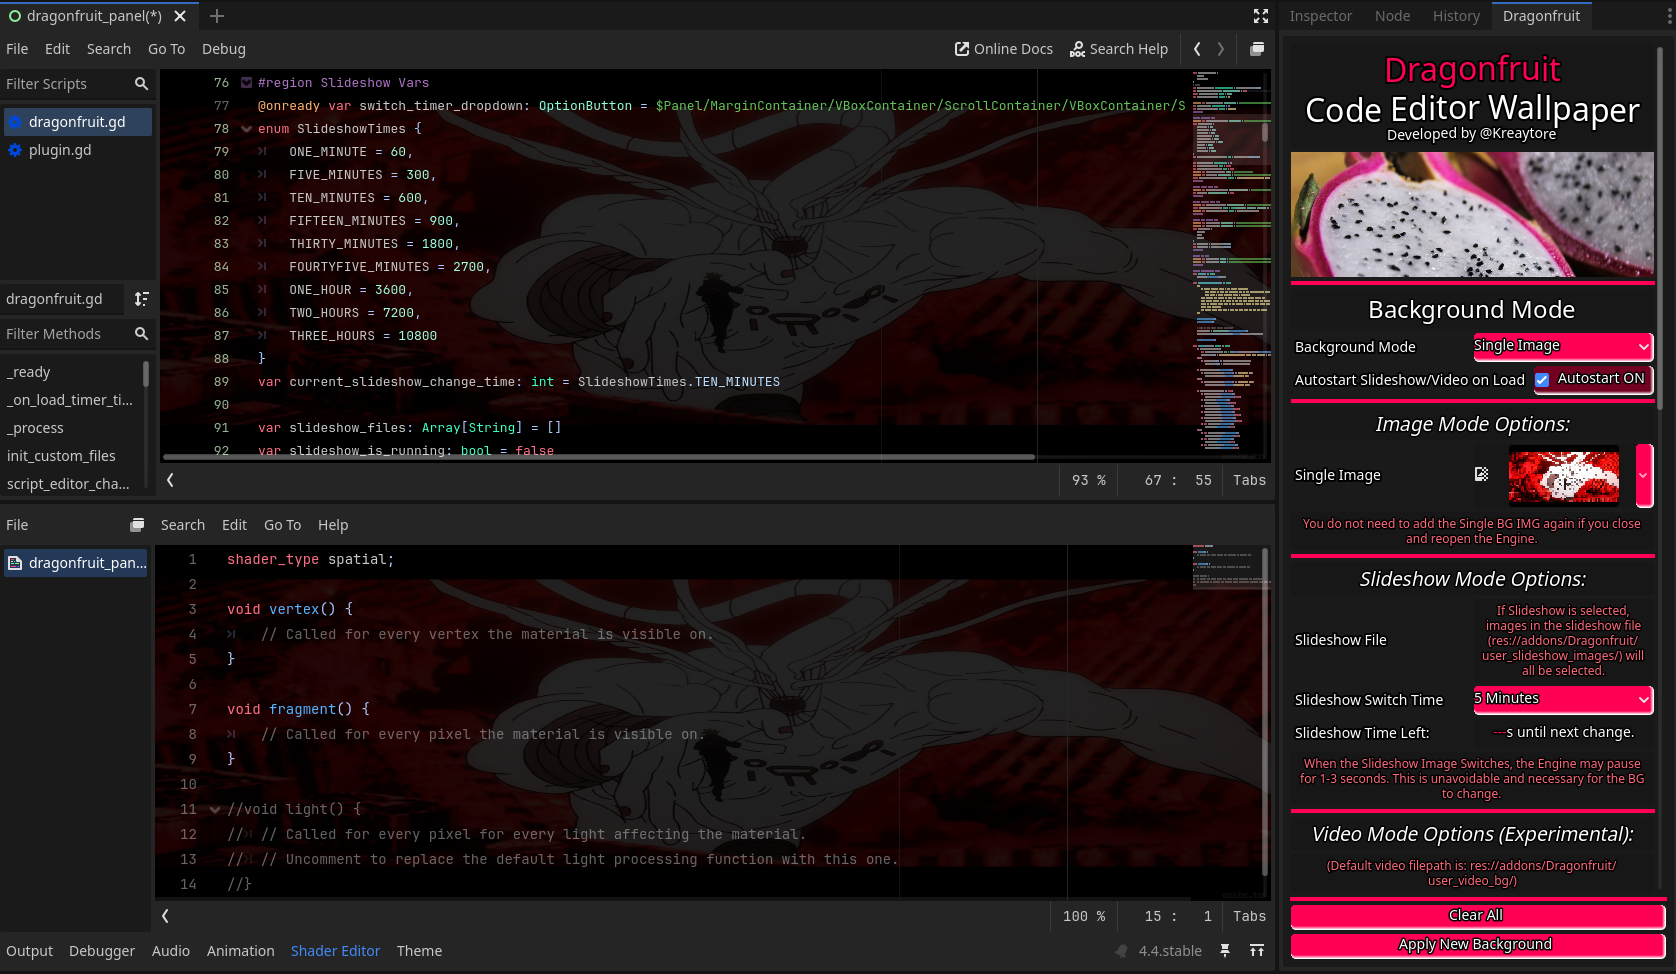 dragonfruit_panel(*)
File Edit Search Go To Debug
Online Docs Search Help
Filter Scripts
dragonfruit.gd
plugin.gd
dragonfruit.gd
Filter Methods
_ready
_on_load_timer_ti...
_process
init_custom_files
script_editor_cha...
76 #region Slideshow Vars
77 @onready var switch_timer_dropdown: OptionButton = $Panel/MarginContainer/VBoxContainer/ScrollContainer/VBoxContainer/S
78 enum SlideshowTimes {
79 ONE_MINUTE = 60,
80 FIVE_MINUTES = 300,
81 TEN_MINUTES = 600,
82 FIFTEEN_MINUTES = 900,
83 THIRTY_MINUTES = 1800,
84 FOURTYFIVE_MINUTES = 2700,
85 ONE_HOUR = 3600,
86 TWO_HOURS = 7200,
87 THREE_HOURS = 10800
88 }
89 var current_slideshow_change_time: int = SlideshowTimes.TEN_MINUTES
90
91 var slideshow_files: Array[String] = []
92 var slideshow_is_running: bool = false
93 % 67 : 55 Tabs
File
dragonfruit_pan...
Search Edit Go To Help
1 shader_type spatial;
2
3 void vertex() {
4 // Called for every vertex the material is visible on.
5 }
6
7 void fragment() {
8 // Called for every pixel the material is visible on.
9 }
10
11 //void light() {
12 // // Called for every pixel for every light affecting the material.
13 // // Uncomment to replace the default light processing function with this one.
14 //}
100 % 15 : 1 Tabs
Output Debugger Audio Animation Shader Editor Theme
4.4.stable
Inspector Node History Dragonfruit
Dragonfruit
Code Editor Wallpaper
Developed by @Kreaytore
Background Mode
Background Mode Single Image
Autostart Slideshow/Video on Load Autostart ON
Image Mode Options:
Single Image
You do not need to add the Single BG IMG again if you close
and reopen the Engine.
Slideshow Mode Options:
Slideshow File
If Slideshow is selected,
images in the slideshow file
(res://addons/Dragonfruit/
user_slideshow_images/) will
all be selected.
Slideshow Switch Time 5 Minutes
Slideshow Time Left: --s until next change.
When the Slideshow Image Switches, the Engine may pause
for 1-3 seconds. This is unavoidable and necessary for the BG
to change.
Video Mode Options (Experimental):
(Default video filepath is: res://addons/Dragonfruit/
user_video_bg/)
Clear All
Apply New Background